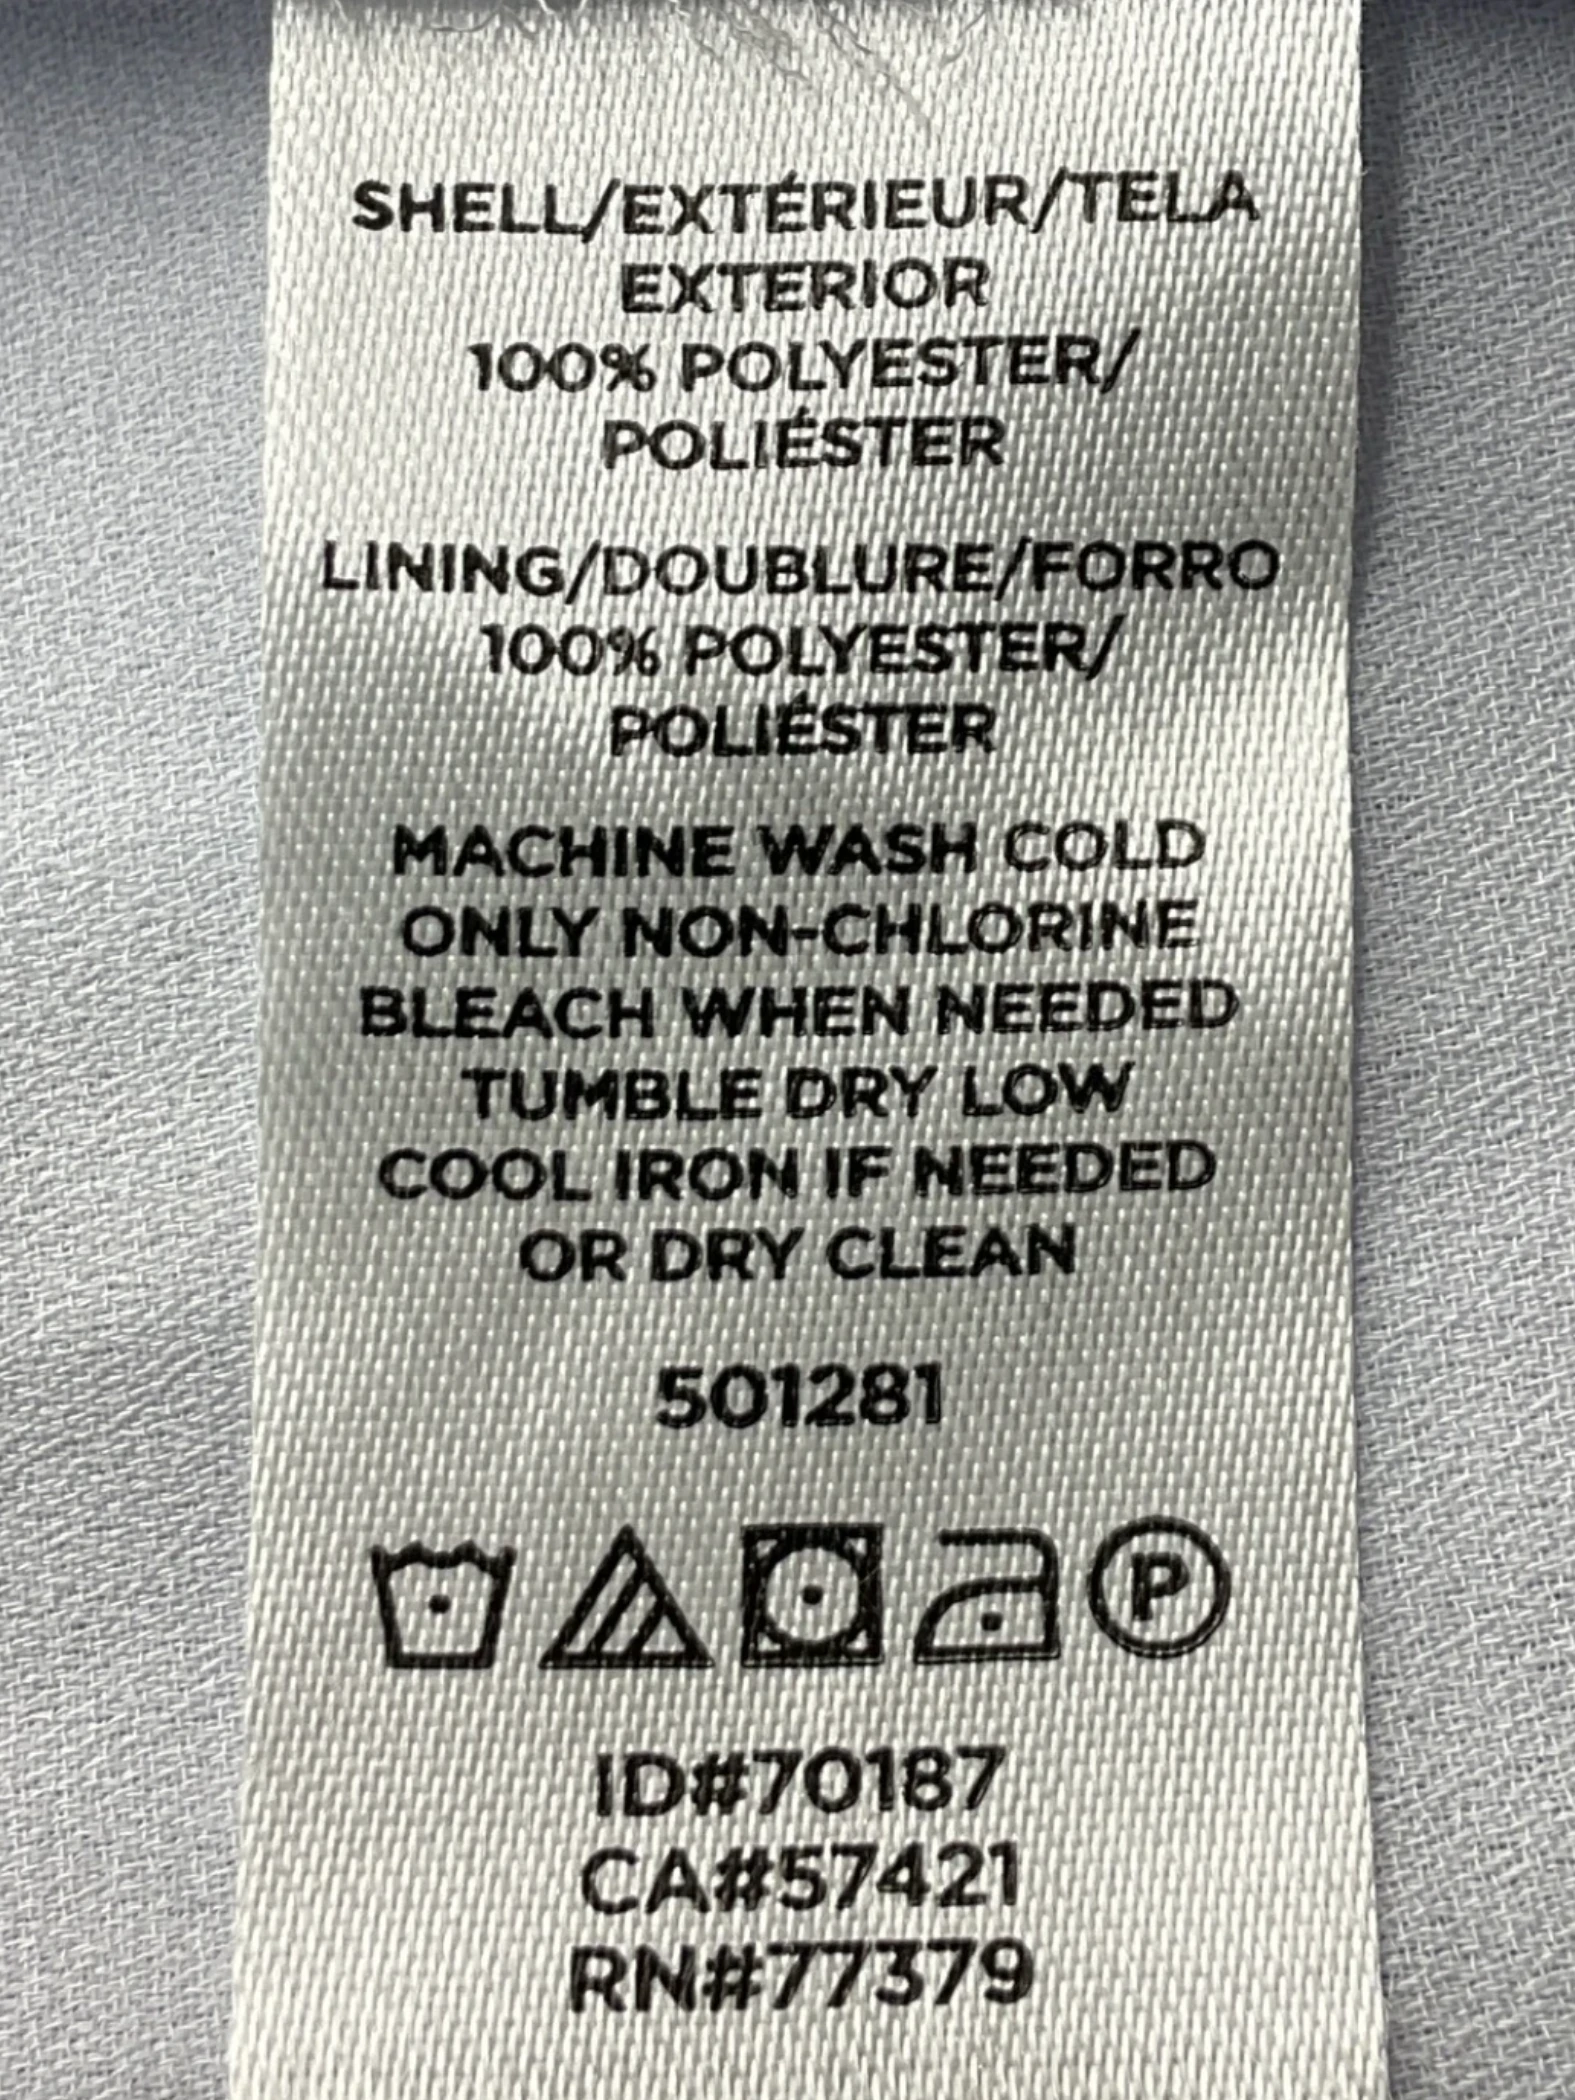 SHELL/EXTÉRIEUR/TELA
EXTERIOR
100% POLYESTER/
POLIÉSTER
LINING/DOUBLURE/FORRO
100% POLYESTER/
POLIÉSTER
MACHINE WASH COLD
ONLY NON-CHLORINE
BLEACH WHEN NEEDED
TUMBLE DRY LOW
COOL IRON IF NEEDED
OR DRY CLEAN
501281
P
ID#70187
CA#57421
RN#77379